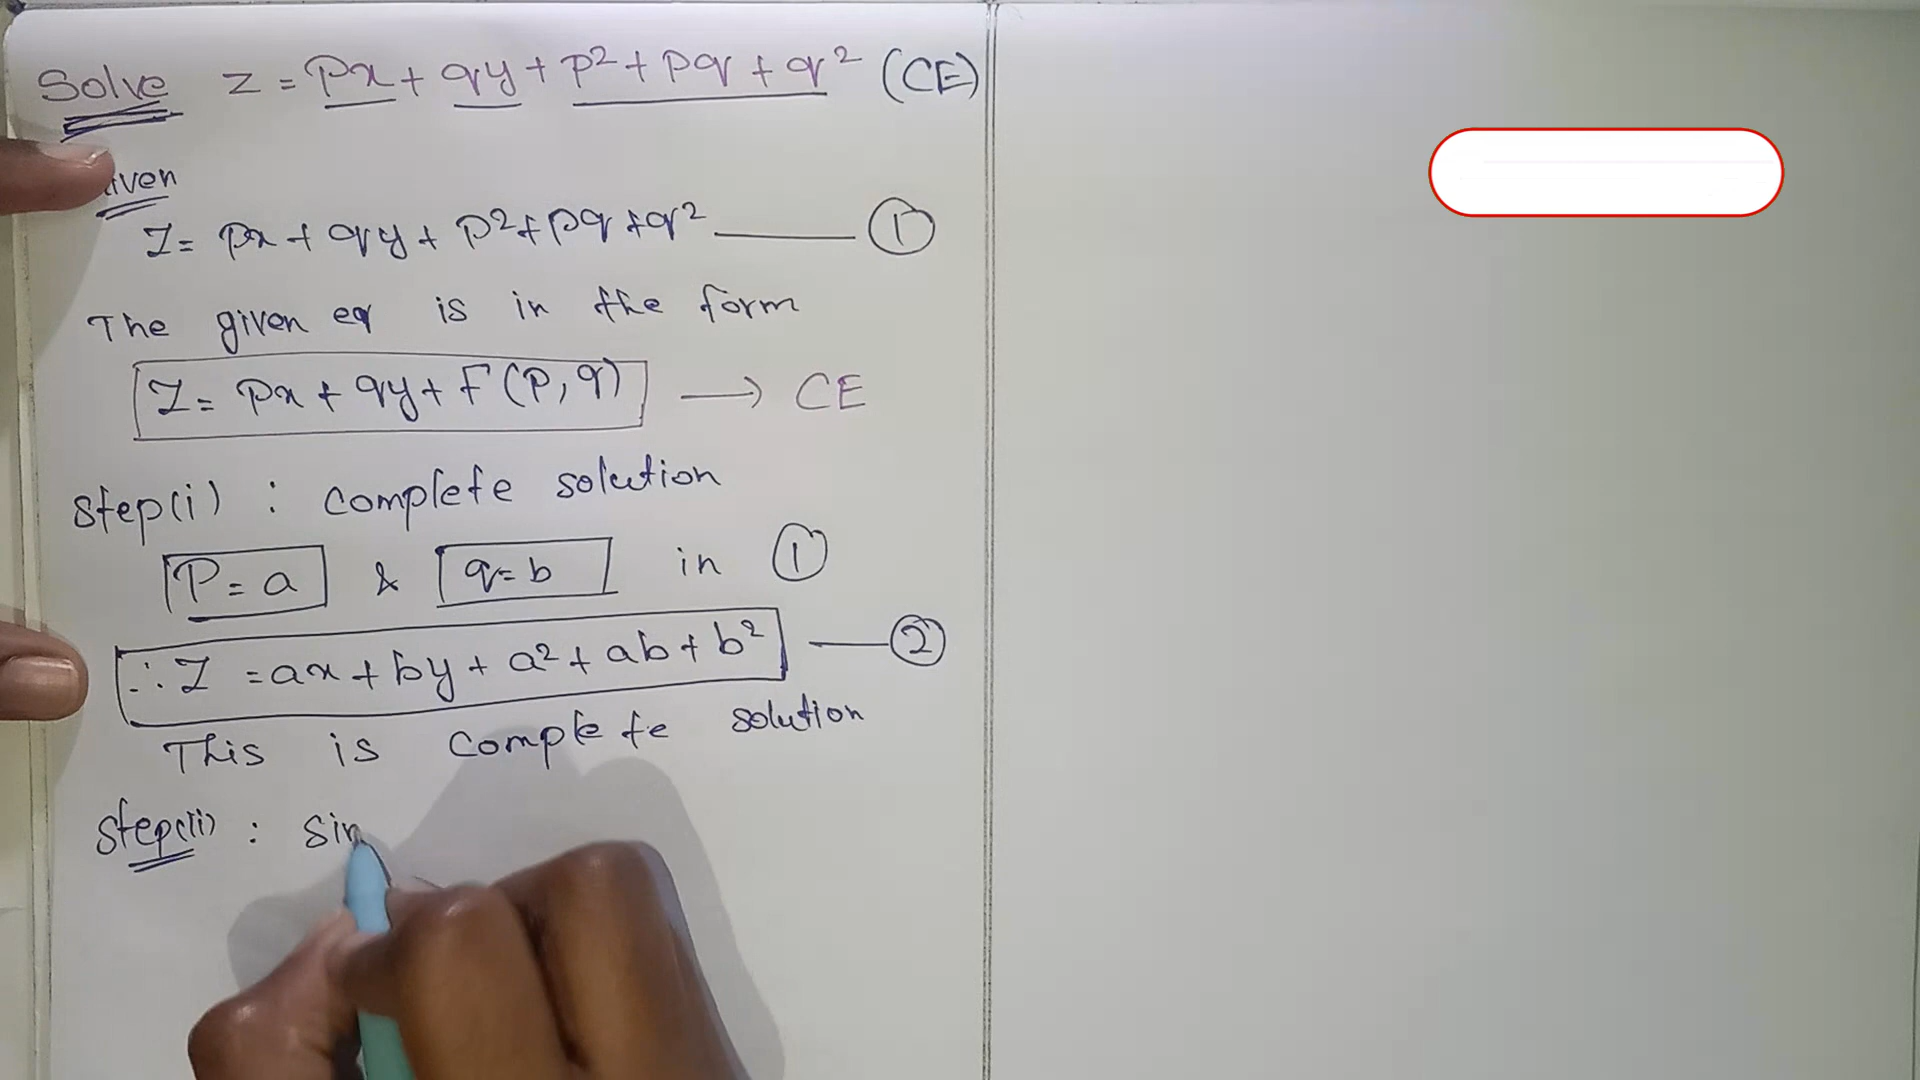 Solve z = px + qy + p² + pq + q² (CE)
iven
Z = px + qy + p² + pq + q² ——— ①
The given eq is in the form
Z = px + qy + F(p, q) → CE
step(i) : complete solution
P = a & q = b in ①
∴ Z = ax + by + a² + ab + b² — ②
This is complete solution
step(ii) : sin